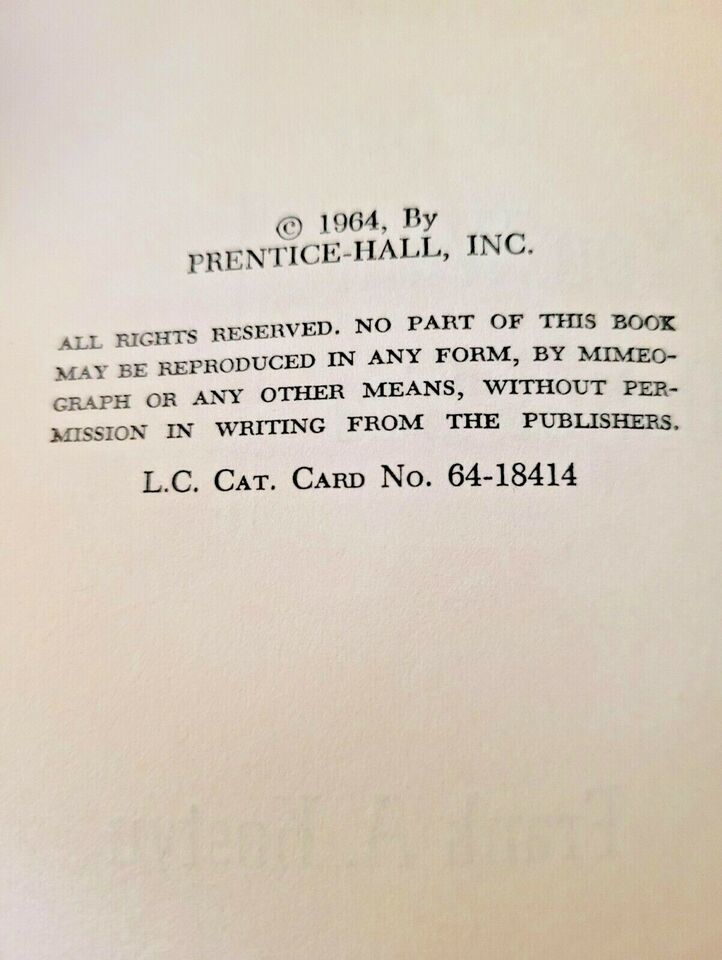 © 1964, By
PRENTICE-HALL, INC.
ALL RIGHTS RESERVED. NO PART OF THIS BOOK
MAY BE REPRODUCED IN ANY FORM, BY MIMEO-
GRAPH OR ANY OTHER MEANS, WITHOUT PER-
MISSION IN WRITING FROM THE PUBLISHERS.
L.C. CAT. CARD NO. 64-18414